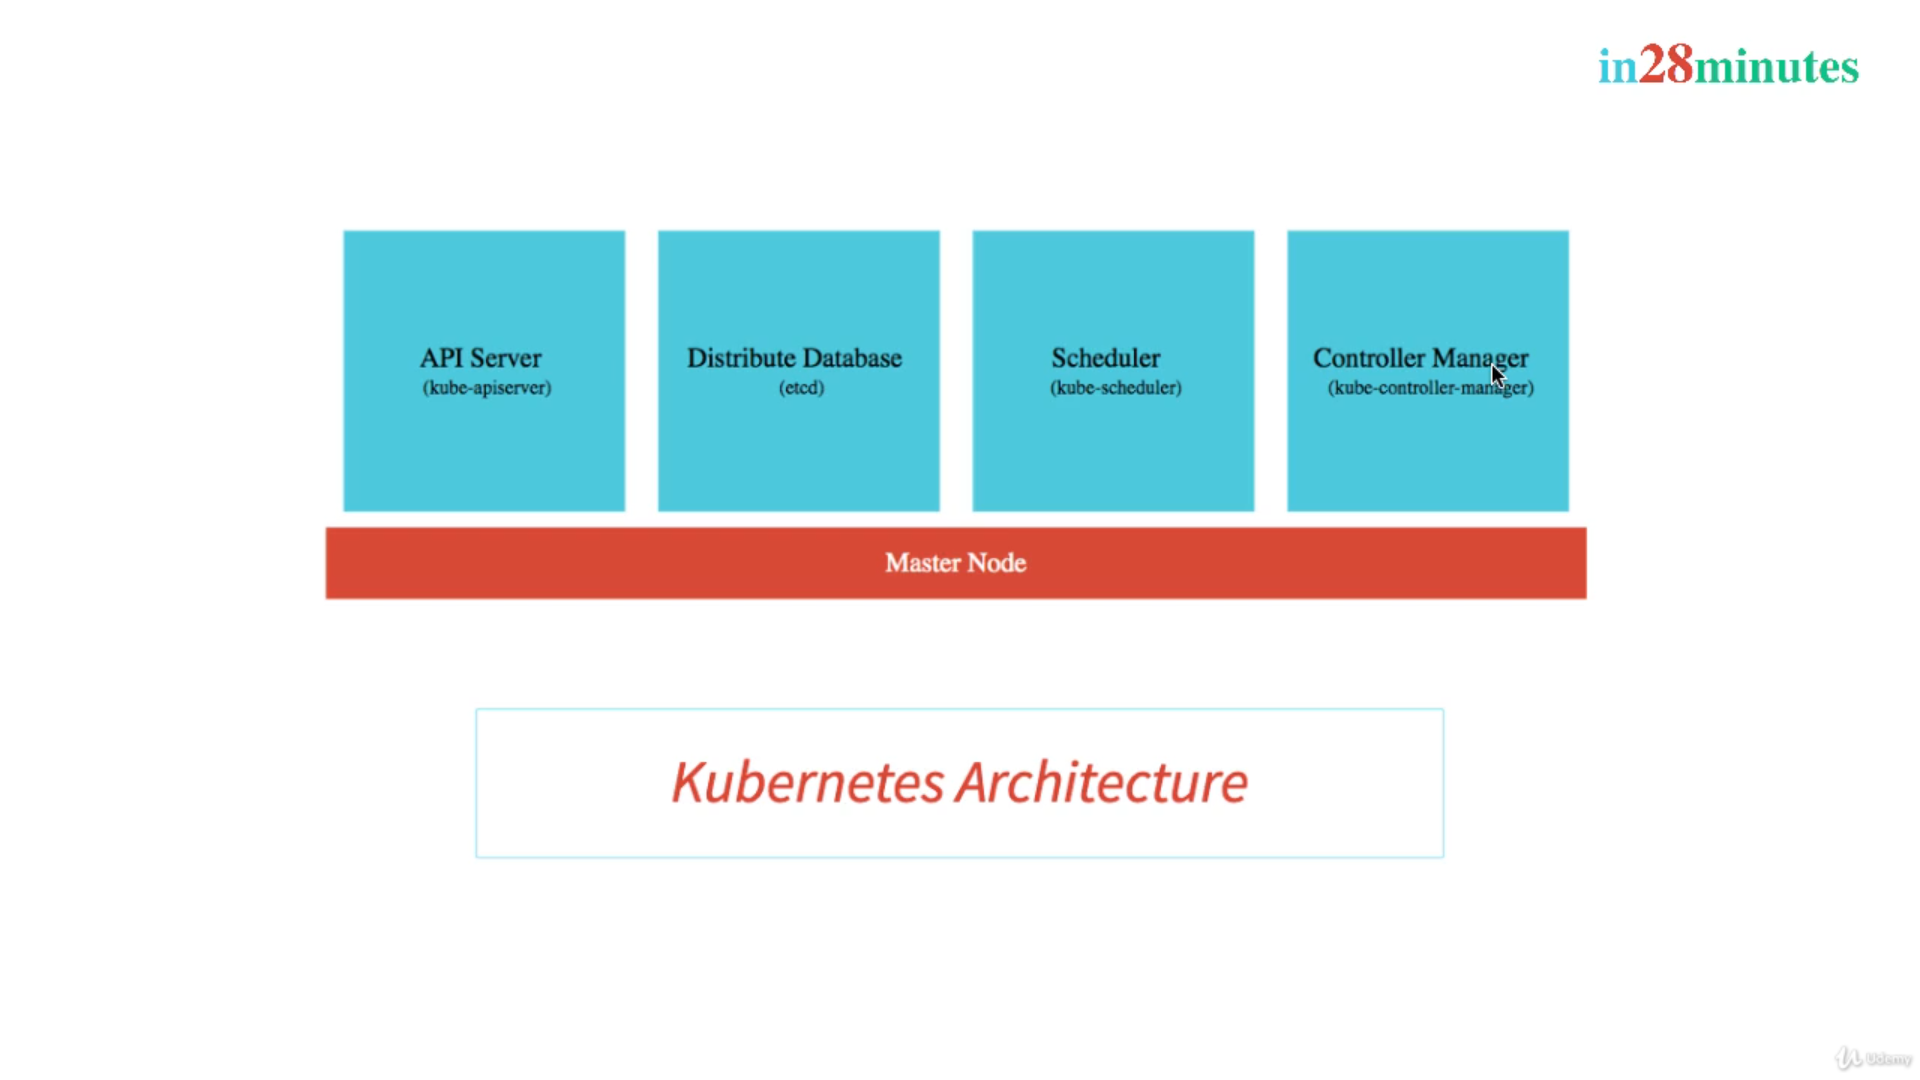 in28minutes
API Server
(kube-apiserver)
Distribute Database
(etcd)
Scheduler
(kube-scheduler)
Controller Manager
(kube-controller-manager)
Master Node
Kubernetes Architecture
Udemy